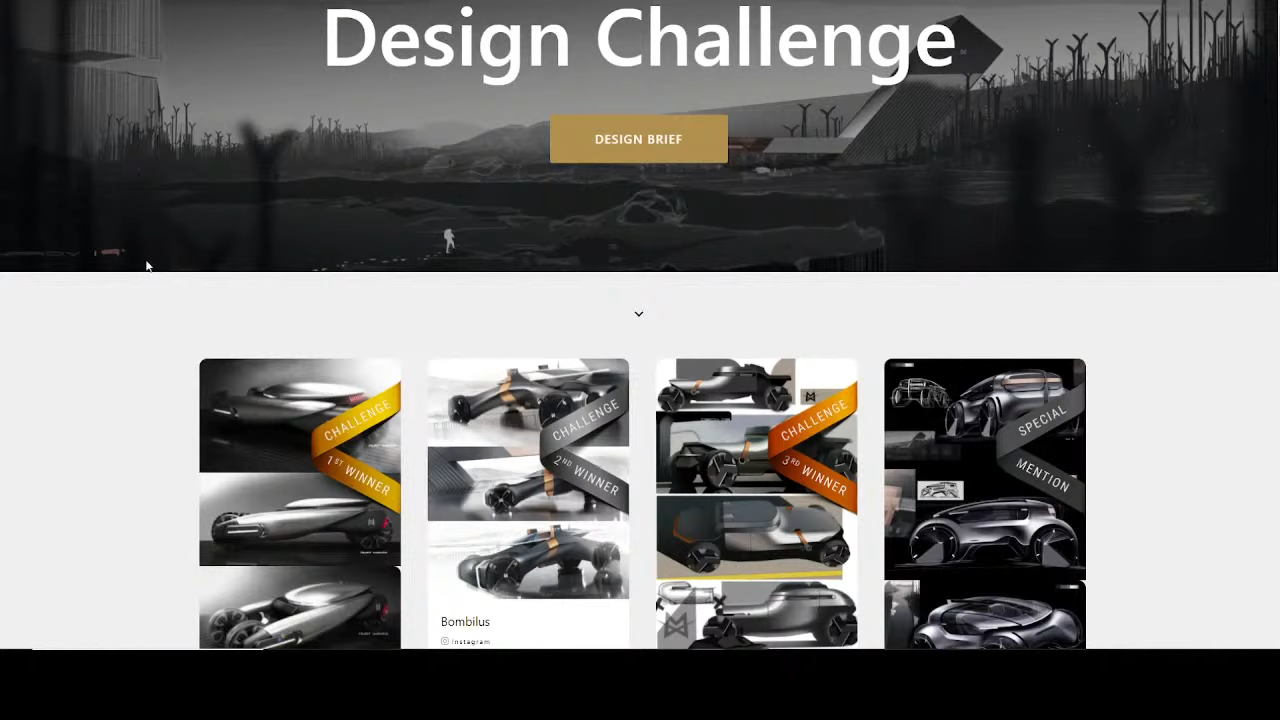 Design Challenge
DESIGN BRIEF
CHALLENGE
1ST WINNER
CHALLENGE
2ND WINNER
CHALLENGE
3RD WINNER
SPECIAL
MENTION
Bombilus
Instagram